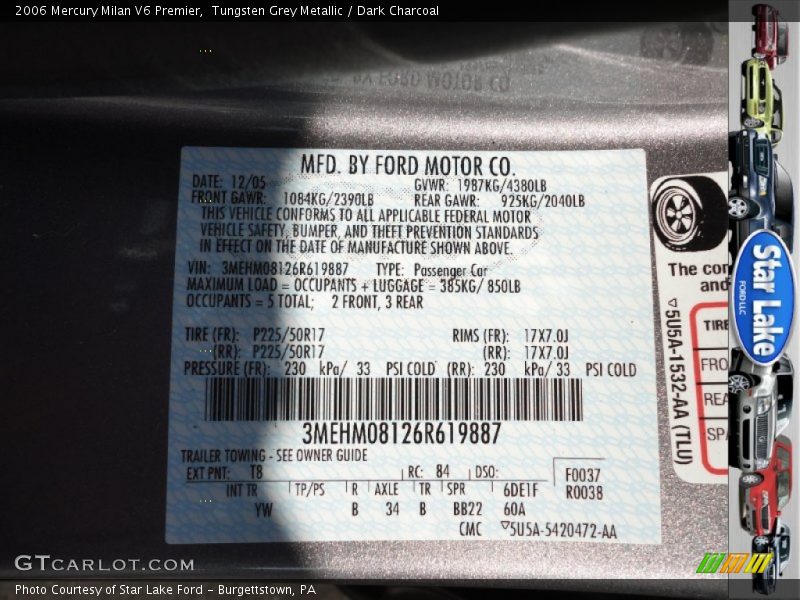 2006 Mercury Milan V6 Premier, Tungsten Grey Metallic / Dark Charcoal
MFD. BY FORD MOTOR CO.
DATE: 12/05 GVWR: 1987KG/4380LB
FRONT GAWR: 1084KG/2390LB REAR GAWR: 925KG/2040LB
THIS VEHICLE CONFORMS TO ALL APPLICABLE FEDERAL MOTOR
VEHICLE SAFETY, BUMPER, AND THEFT PREVENTION STANDARDS
IN EFFECT ON THE DATE OF MANUFACTURE SHOWN ABOVE.
VIN: 3MEHM08126R619887 TYPE: Passenger Car
MAXIMUM LOAD = OCCUPANTS + LUGGAGE = 385KG/ 850LB
OCCUPANTS = 5 TOTAL; 2 FRONT, 3 REAR
TIRE (FR): P225/50R17 RIMS (FR): 17X7.0J
(RR): P225/50R17 (RR): 17X7.0J
PRESSURE (FR): 230 kPa/ 33 PSI COLD (RR): 230 kPa/ 33 PSI COLD
3MEHM08126R619887
TRAILER TOWING - SEE OWNER GUIDE
EXT PNT: T8 RC: 84 DSO: F0037
INT TR TP/PS R AXLE TR SPR 6DE1F R0038
YW B 34 B BB22 60A
CMC ▽5U5A-5420472-AA
The con
and
▽5U5A-1532-AA (TLU)
TIRE
FRO
REA
SPA
Star Lake
FORD LLC
GTCARLOT.COM
Photo Courtesy of Star Lake Ford - Burgettstown, PA